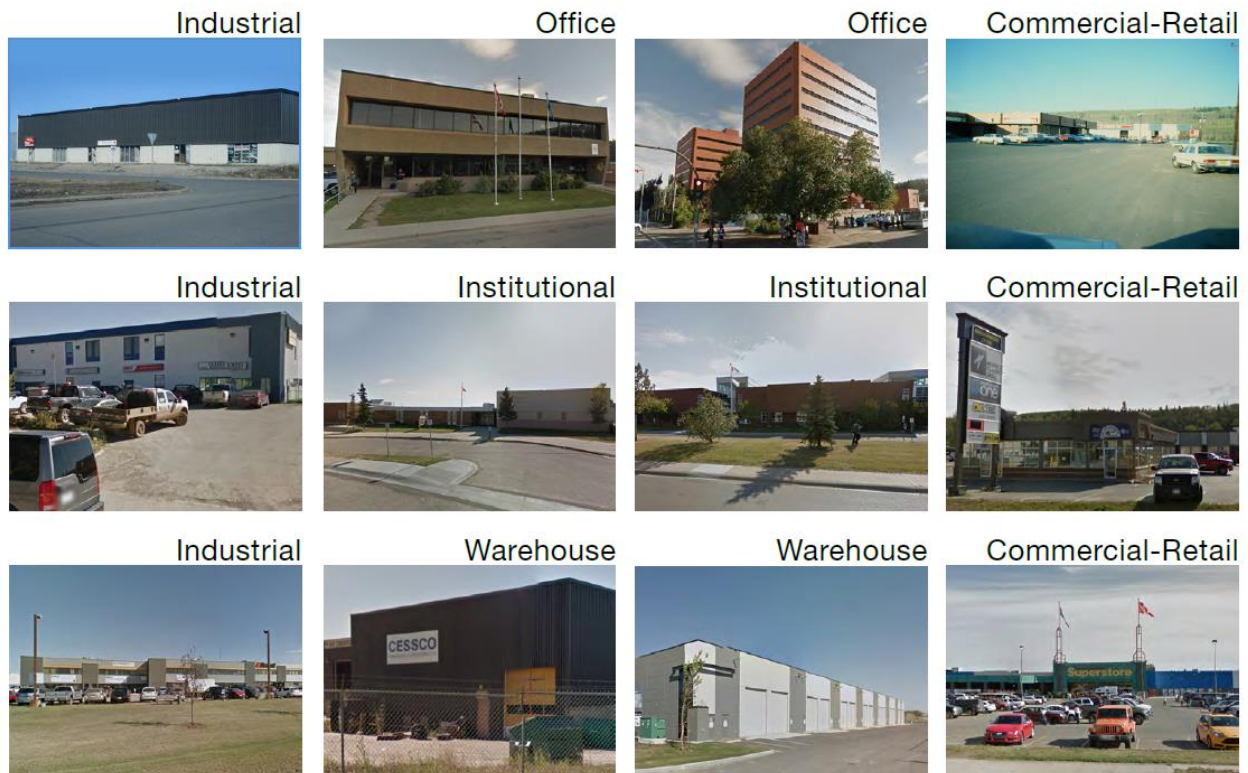 Industrial
Office
Office
Commercial-Retail
Industrial
Institutional
Institutional
Commercial-Retail
Industrial
Warehouse
Warehouse
Commercial-Retail
CESSCO
Superstore